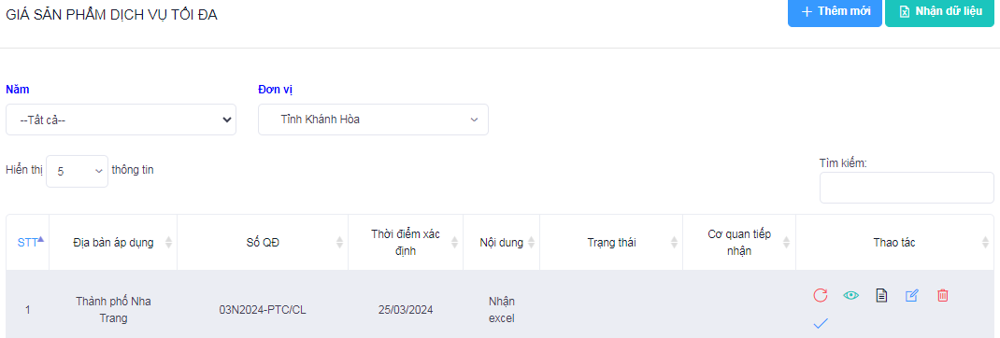 GIÁ SẢN PHẨM DỊCH VỤ TỐI ĐA
Thêm mới
Nhận dữ liệu
Năm
Đơn vị
--Tất cả--
Tỉnh Khánh Hòa
Hiển thị 5 thông tin
Tìm kiếm:
STT Địa bàn áp dụng Số QĐ Thời điểm xác định Nội dung Trạng thái Cơ quan tiếp nhận Thao tác
1 Thành phố Nha Trang 03N2024-PTC/CL 25/03/2024 Nhận excel